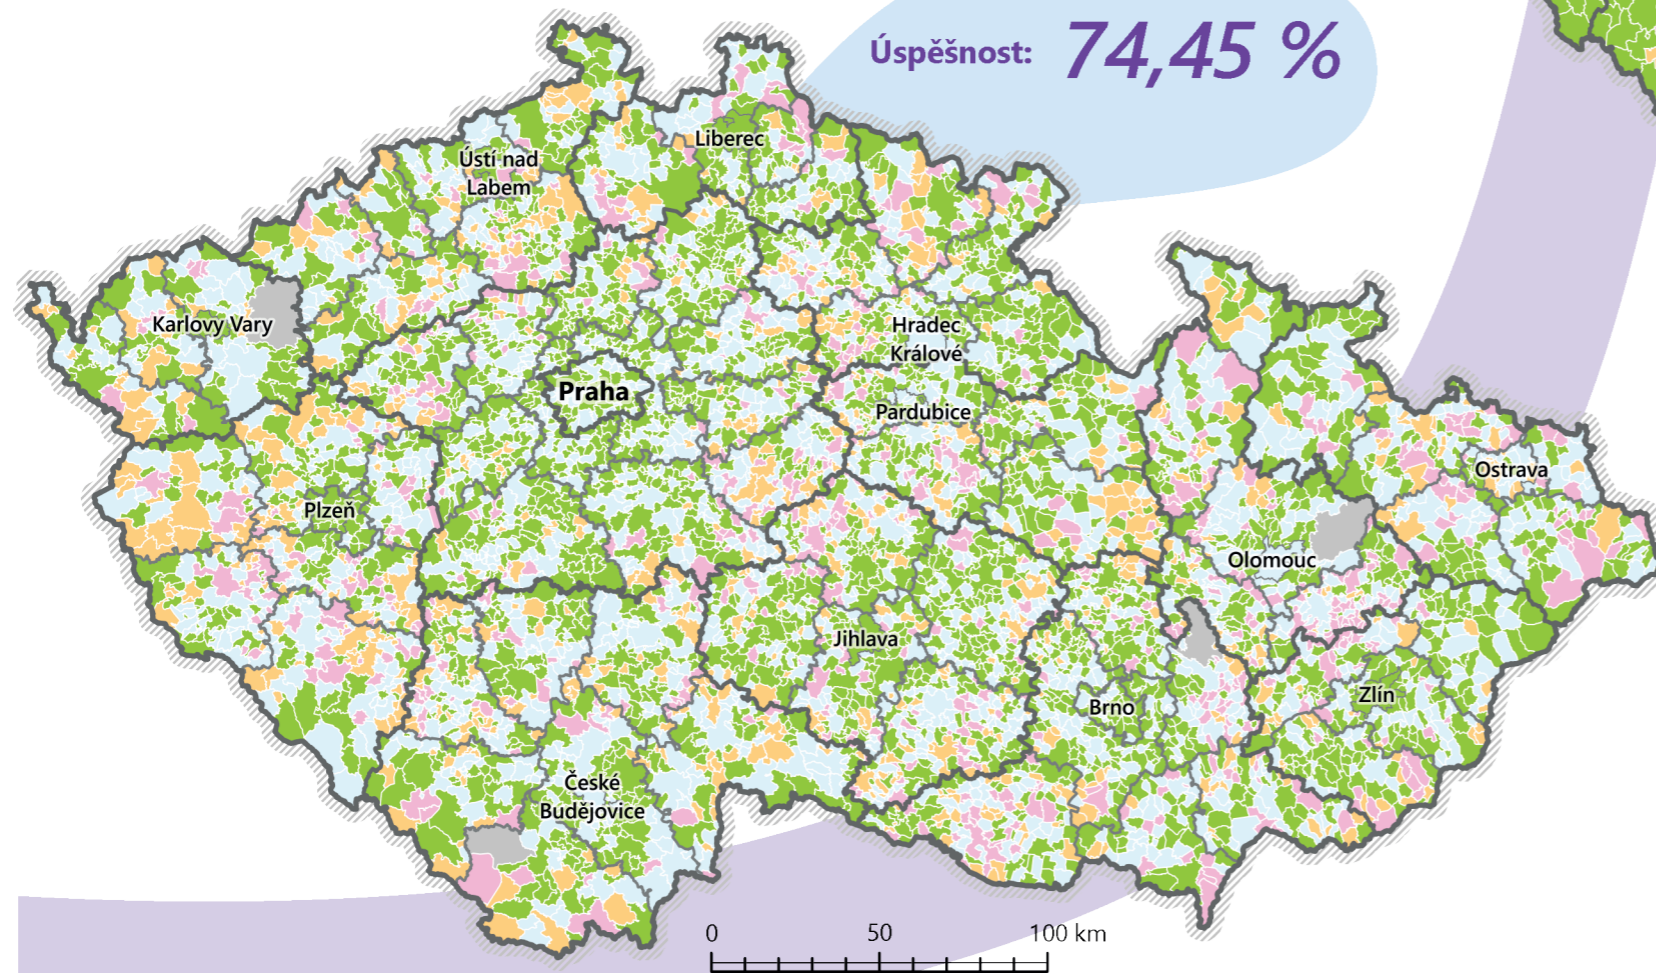 Úspěšnost: 74,45 %
Liberec
Ústí nad
Labem
Karlovy Vary
Hradec
Králové
Praha
Pardubice
Ostrava
Plzeň
Olomouc
Jihlava
Zlín
Brno
České
Budějovice
0 50 100 km